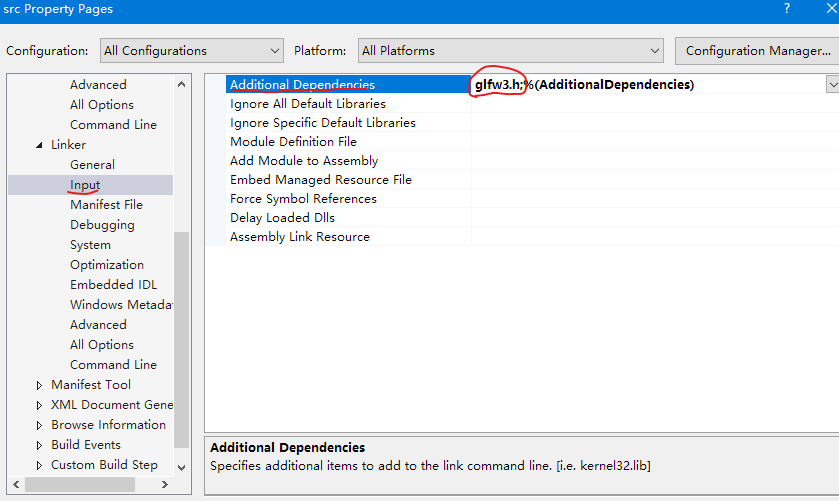 src Property Pages
?
Configuration: All Configurations Platform: All Platforms Configuration Manager...
Advanced
All Options
Command Line
Linker
General
Input
Manifest File
Debugging
System
Optimization
Embedded IDL
Windows Metada
Advanced
All Options
Command Line
Manifest Tool
XML Document Gene
Browse Information
Build Events
Custom Build Step
Additional Dependencies glfw3.h;%(AdditionalDependencies)
Ignore All Default Libraries
Ignore Specific Default Libraries
Module Definition File
Add Module to Assembly
Embed Managed Resource File
Force Symbol References
Delay Loaded Dlls
Assembly Link Resource
Additional Dependencies
Specifies additional items to add to the link command line. [i.e. kernel32.lib]